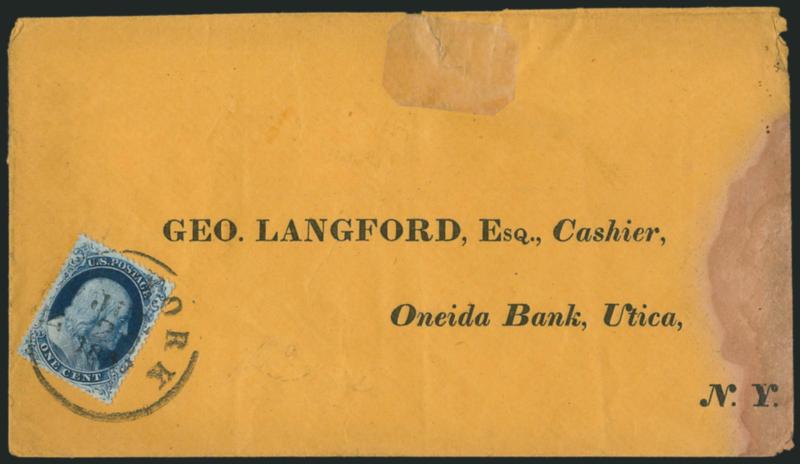 GEO. LANGFORD, Esq., Cashier,
Oneida Bank, Utica,
N. Y.
U.S. POSTAGE
ONE CENT
ORK